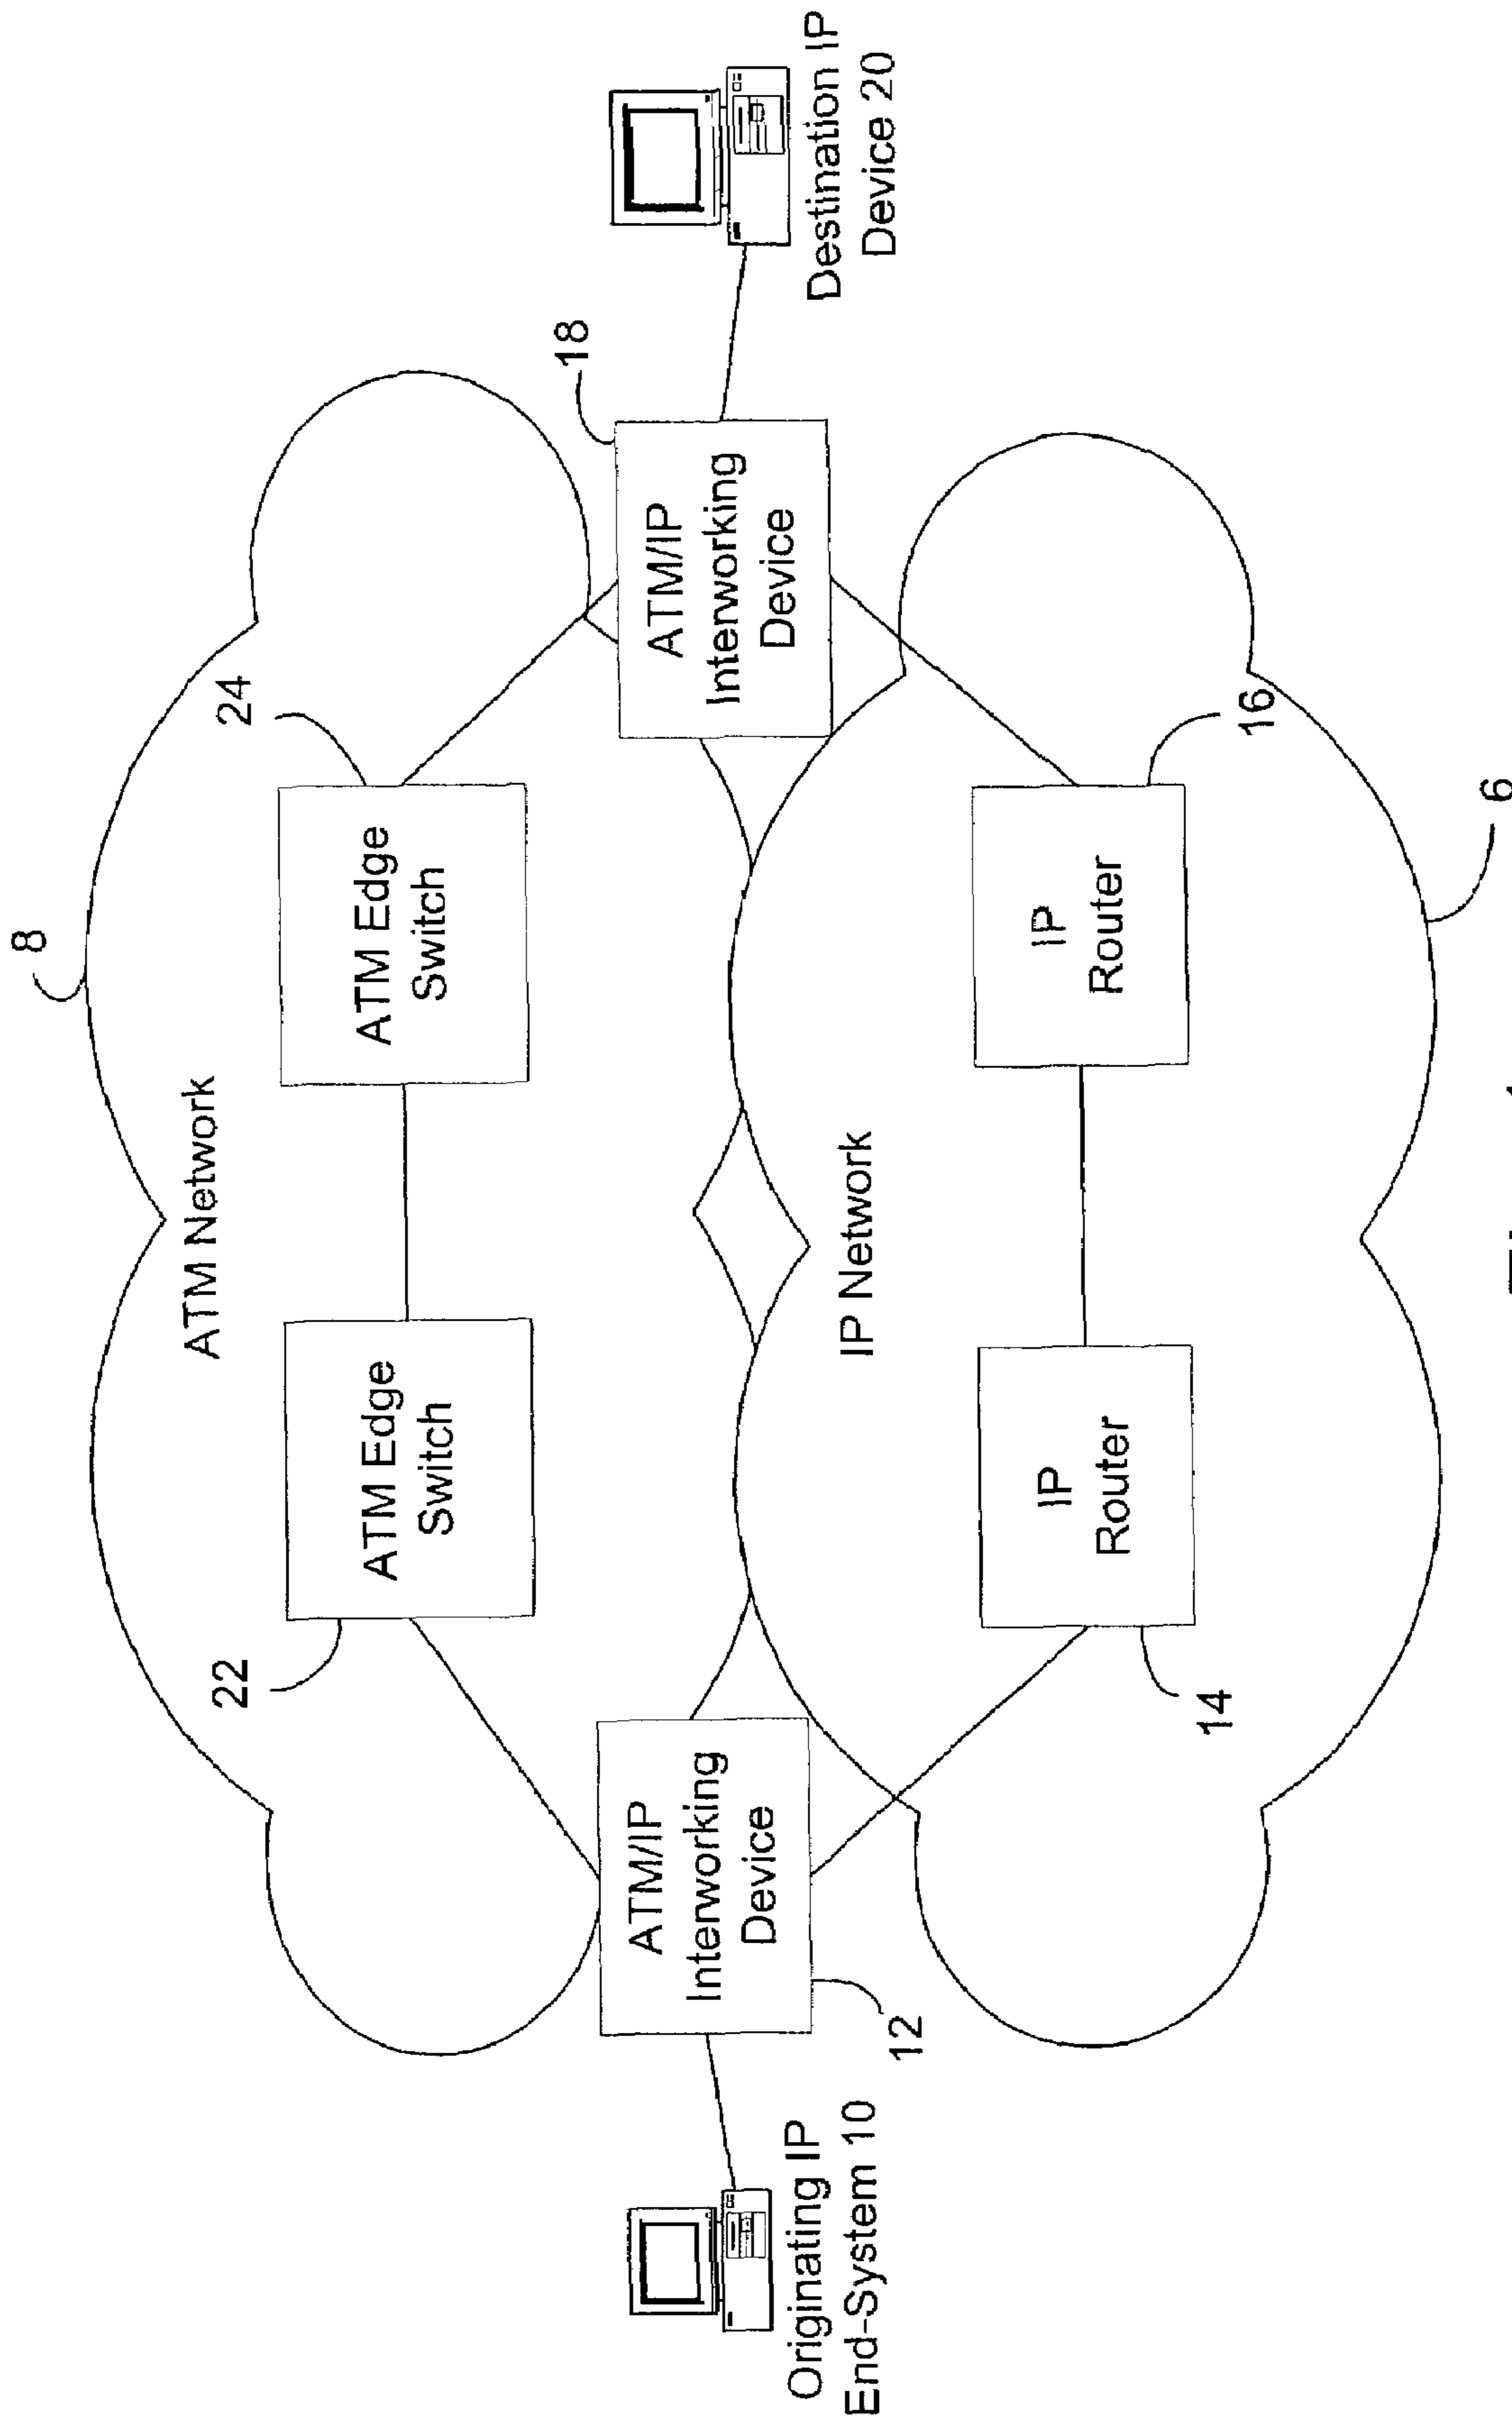 8
ATM Network
22
ATM Edge
Switch
24
ATM Edge
Switch
18
Originating IP
End-System 10
ATM/IP
Interworking
Device
12
ATM/IP
Interworking
Device
Destination IP
Device 20
IP Network
IP
Router
14
IP
Router
16
6